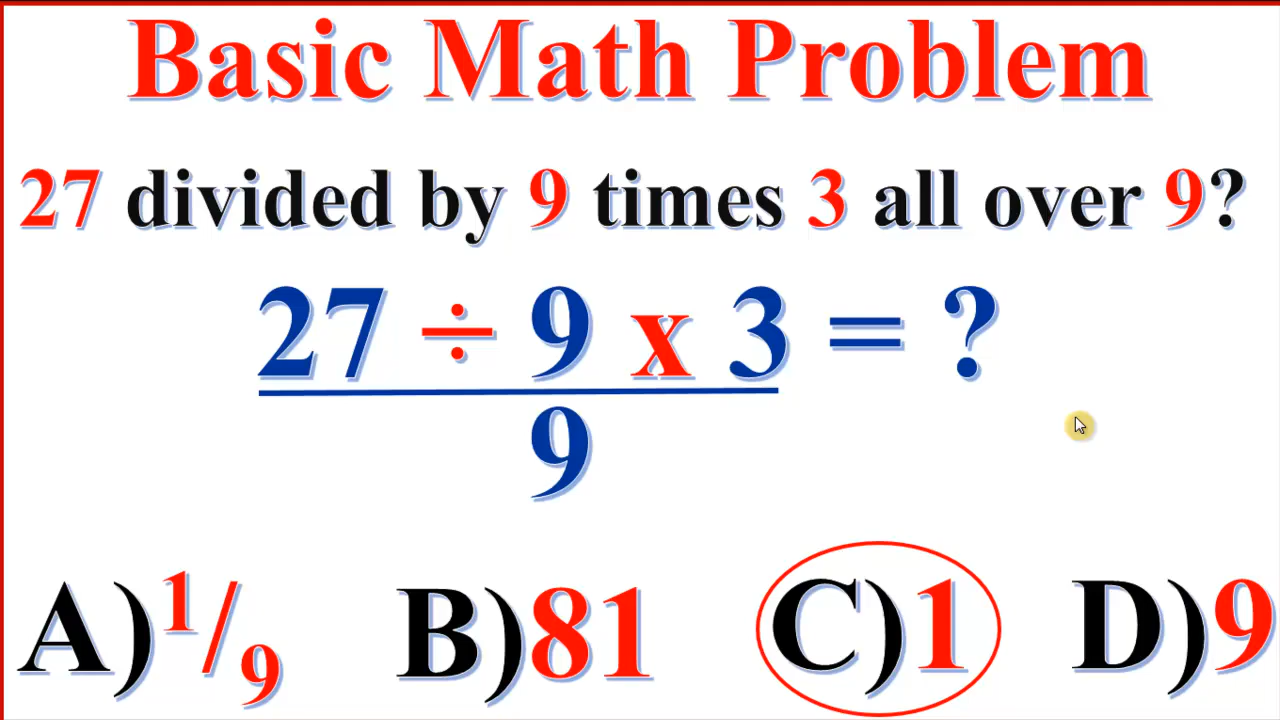 Basic Math Problem
27 divided by 9 times 3 all over 9?
27 ÷ 9 x 3 = ?
9
A) 1/9 B) 81 C) 1 D) 9